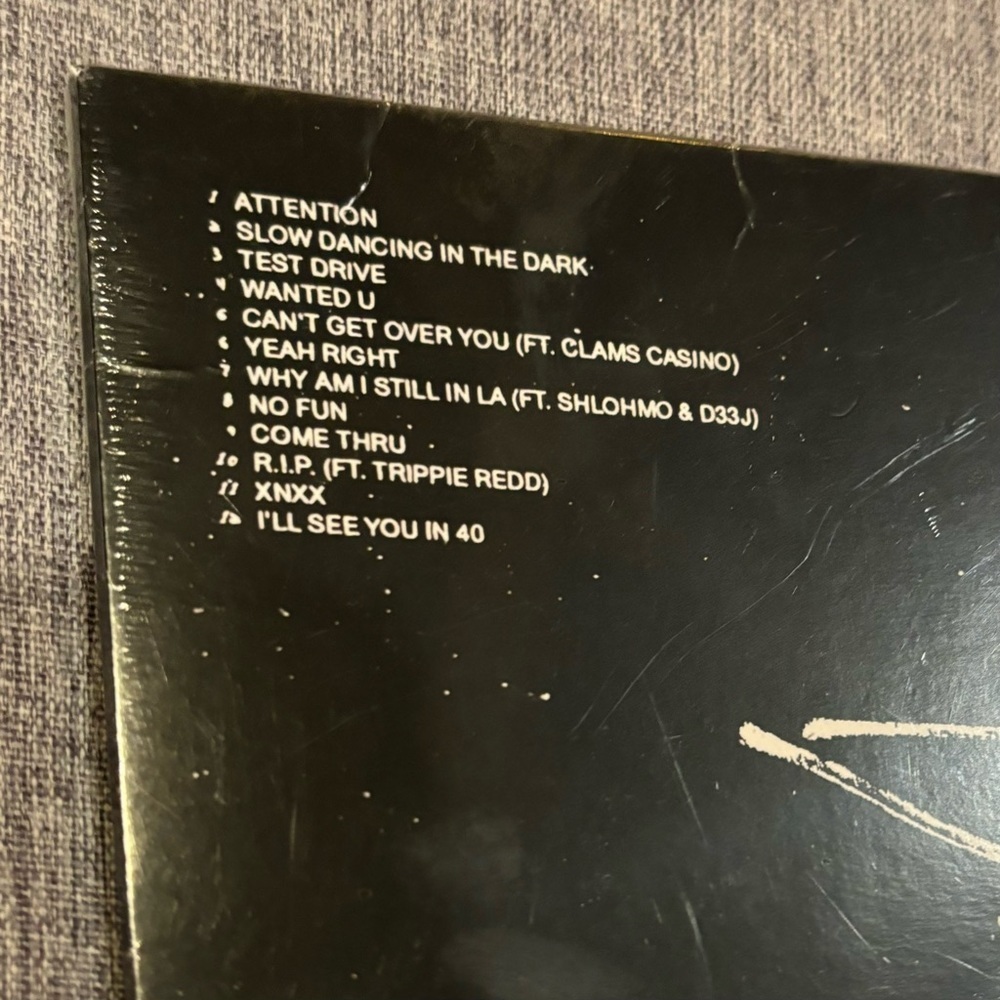 1 ATTENTION
2 SLOW DANCING IN THE DARK
3 TEST DRIVE
4 WANTED U
5 CAN'T GET OVER YOU (FT. CLAMS CASINO)
6 YEAH RIGHT
7 WHY AM I STILL IN LA (FT. SHLOHMO & D33J)
8 NO FUN
9 COME THRU
10 R.I.P. (FT. TRIPPIE REDD)
11 XNXX
12 I'LL SEE YOU IN 40